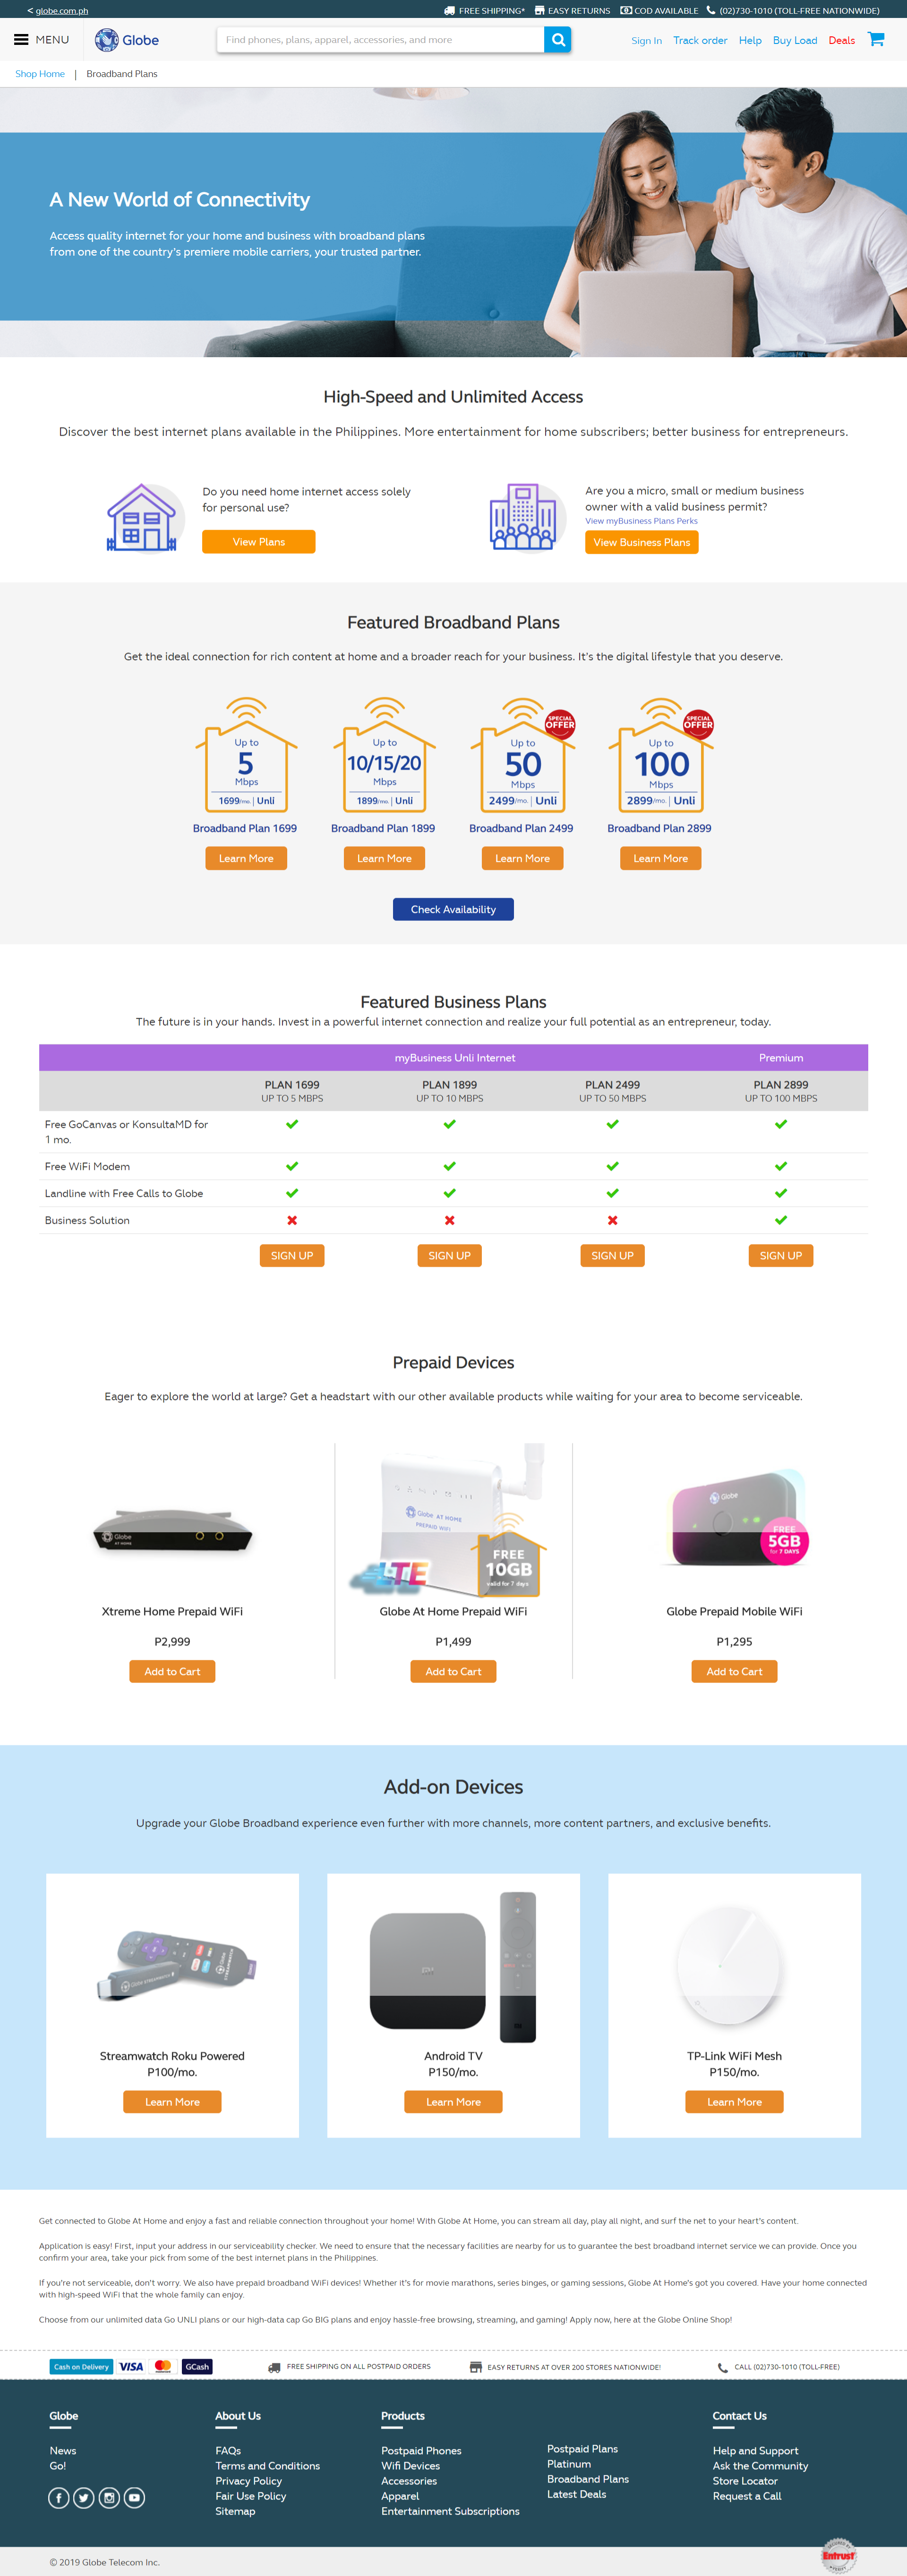 < globe.com.ph
FREE SHIPPING*
EASY RETURNS
COD AVAILABLE
(02)730-1010 (TOLL-FREE NATIONWIDE)
MENU
Globe
Find phones, plans, apparel, accessories, and more
Sign In
Track order
Help
Buy Load
Deals
Shop Home | Broadband Plans
A New World of Connectivity
Access quality internet for your home and business with broadband plans
from one of the country's premiere mobile carriers, your trusted partner.
High-Speed and Unlimited Access
Discover the best internet plans available in the Philippines. More entertainment for home subscribers; better business for entrepreneurs.
Do you need home internet access solely
for personal use?
View Plans
Are you a micro, small or medium business
owner with a valid business permit?
View myBusiness Plans Perks
View Business Plans
Featured Broadband Plans
Get the ideal connection for rich content at home and a broader reach for your business. It's the digital lifestyle that you deserve.
Up to
5
Mbps
1699/mo. | Unli
Broadband Plan 1699
Learn More
Up to
10/15/20
Mbps
1899/mo. | Unli
Broadband Plan 1899
Learn More
SPECIAL
OFFER
Up to
50
Mbps
2499/mo. | Unli
Broadband Plan 2499
Learn More
SPECIAL
OFFER
Up to
100
Mbps
2899/mo. | Unli
Broadband Plan 2899
Learn More
Check Availability
Featured Business Plans
The future is in your hands. Invest in a powerful internet connection and realize your full potential as an entrepreneur, today.
myBusiness Unli Internet
Premium
PLAN 1699
PLAN 1899
PLAN 2499
PLAN 2899
UP TO 5 MBPS
UP TO 10 MBPS
UP TO 50 MBPS
UP TO 100 MBPS
Free GoCanvas or KonsultaMD for
1 mo.
Free WiFi Modem
Landline with Free Calls to Globe
Business Solution
SIGN UP
SIGN UP
SIGN UP
SIGN UP
Prepaid Devices
Eager to explore the world at large? Get a headstart with our other available products while waiting for your area to become serviceable.
Globe
AT HOME
Xtreme Home Prepaid WiFi
P2,999
Add to Cart
Globe AT HOME
PREPAID WIFI
LTE
FREE
10GB
valid for 7 days
Globe At Home Prepaid WiFi
P1,499
Add to Cart
Globe
FREE
5GB
for 7 DAYS
Globe Prepaid Mobile WiFi
P1,295
Add to Cart
Add-on Devices
Upgrade your Globe Broadband experience even further with more channels, more content partners, and exclusive benefits.
Streamwatch Roku Powered
P100/mo.
Learn More
Android TV
P150/mo.
Learn More
TP-Link WiFi Mesh
P150/mo.
Learn More
Get connected to Globe At Home and enjoy a fast and reliable connection throughout your home! With Globe At Home, you can stream all day, play all night, and surf the net to your heart's content.
Application is easy! First, input your address in our serviceability checker. We need to ensure that the necessary facilities are nearby for us to guarantee the best broadband internet service we can provide. Once you
confirm your area, take your pick from some of the best internet plans in the Philippines.
If you're not serviceable, don't worry. We also have prepaid broadband WiFi devices! Whether it's for movie marathons, series binges, or gaming sessions, Globe At Home's got you covered. Have your home connected
with high-speed WiFi that the whole family can enjoy.
Choose from our unlimited data Go UNLI plans or our high-data cap Go BIG plans and enjoy hassle-free browsing, streaming, and gaming! Apply now, here at the Globe Online Shop!
Cash on Delivery
VISA
GCash
FREE SHIPPING ON ALL POSTPAID ORDERS
EASY RETURNS AT OVER 200 STORES NATIONWIDE!
CALL (02)730-1010 (TOLL-FREE)
Globe
News
Go!
About Us
FAQs
Terms and Conditions
Privacy Policy
Fair Use Policy
Sitemap
Products
Postpaid Phones
Wifi Devices
Accessories
Apparel
Entertainment Subscriptions
Postpaid Plans
Platinum
Broadband Plans
Latest Deals
Contact Us
Help and Support
Ask the Community
Store Locator
Request a Call
© 2019 Globe Telecom Inc.
Entrust